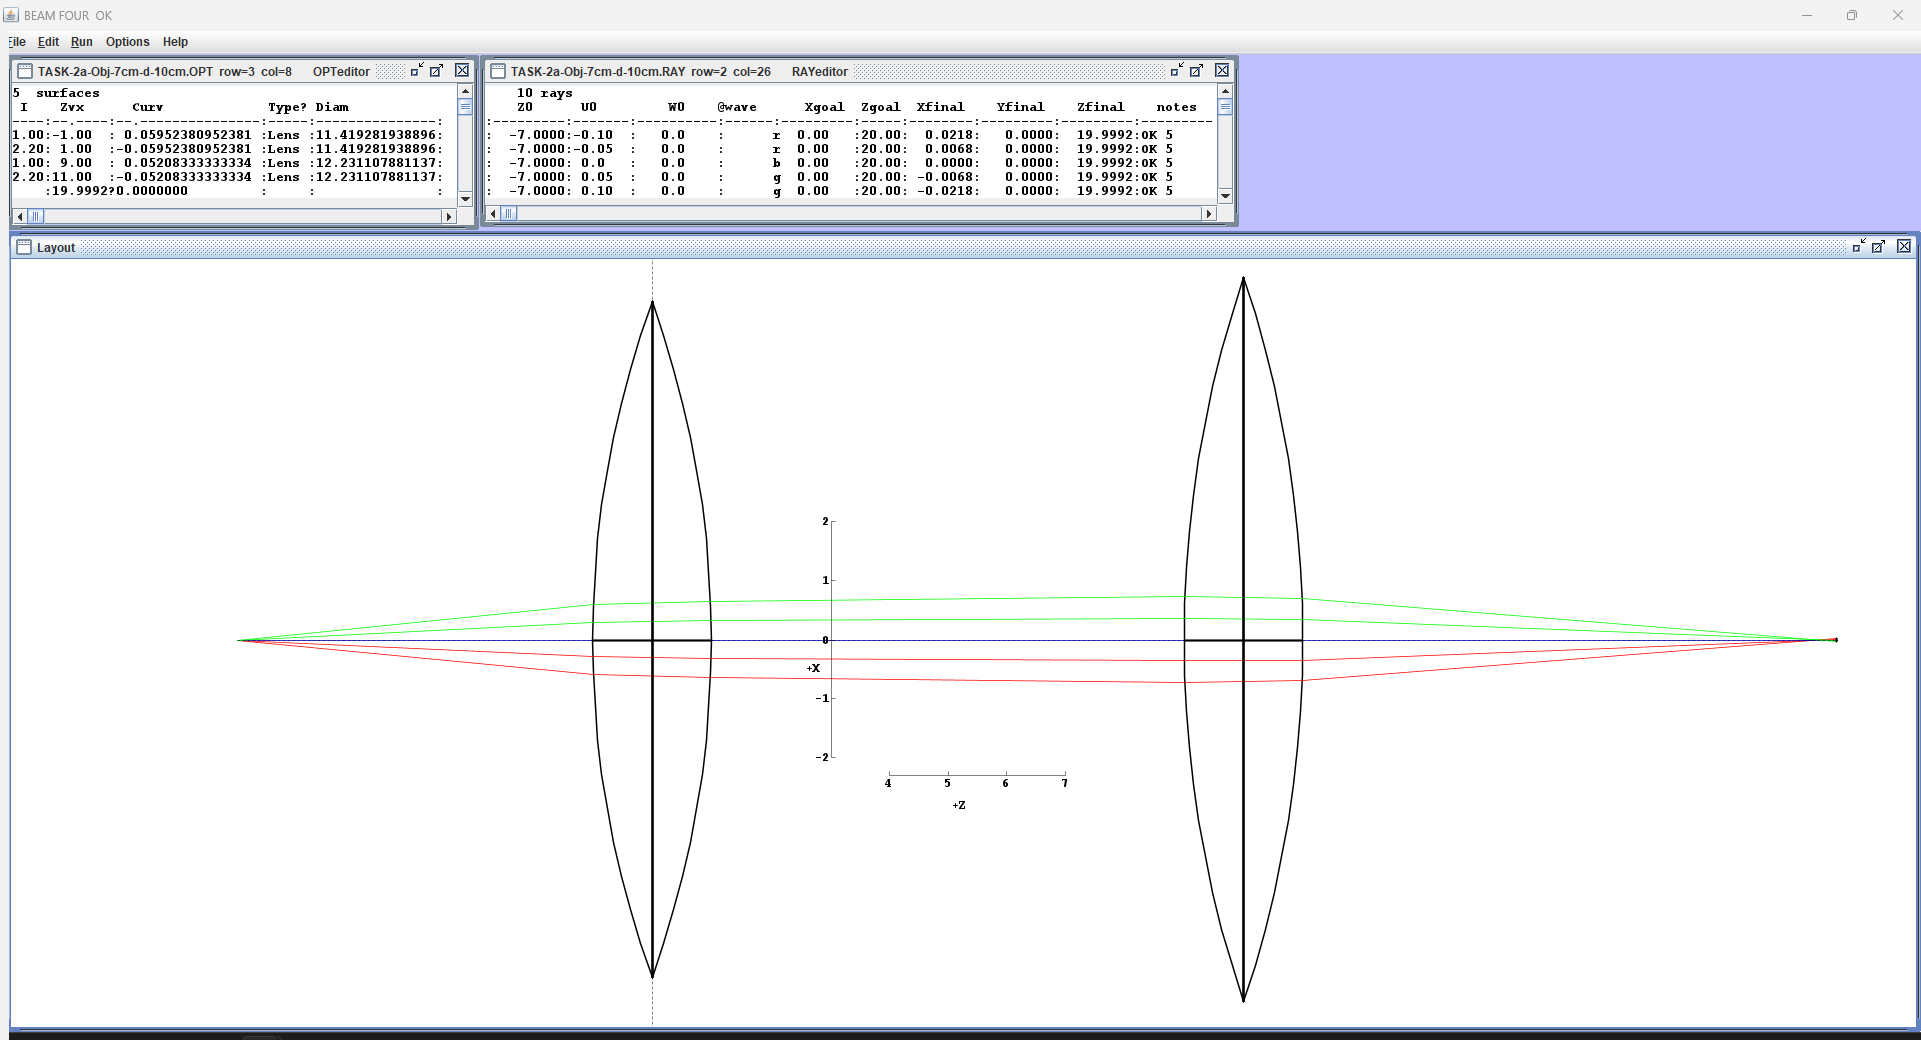 BEAM FOUR  OK
File  Edit  Run  Options  Help
TASK-2a-Obj-7cm-d-10cm.OPT  row=3  col=8  OPTeditor
5  surfaces
I  Zvx  Curv  Type?  Diam
----:--.----:--.------------------:-----:---------------:
1.00:-1.00  : 0.05952380952381 :Lens :11.419281938896:
2.20: 1.00  :-0.05952380952381 :Lens :11.419281938896:
1.00: 9.00  : 0.05208333333334 :Lens :12.231107881137:
2.20:11.00  :-0.05208333333334 :Lens :12.231107881137:
:19.9992?0.0000000  :  :  :
TASK-2a-Obj-7cm-d-10cm.RAY  row=2  col=26  RAYeditor
10 rays
Z0  U0  W0  @wave  Xgoal  Zgoal  Xfinal  Yfinal  Zfinal  notes
:---------:-------:----------:-------:---------:-----:--------:---------:---------:---------
:  -7.0000:-0.10  :  0.0  :  r  0.00  :20.00:  0.0218:  0.0000:  19.9992:OK 5
:  -7.0000:-0.05  :  0.0  :  r  0.00  :20.00:  0.0068:  0.0000:  19.9992:OK 5
:  -7.0000: 0.0  :  0.0  :  b  0.00  :20.00:  0.0000:  0.0000:  19.9992:OK 5
:  -7.0000: 0.05  :  0.0  :  g  0.00  :20.00: -0.0068:  0.0000:  19.9992:OK 5
:  -7.0000: 0.10  :  0.0  :  g  0.00  :20.00: -0.0218:  0.0000:  19.9992:OK 5
Layout
2
1
0
+X
-1
-2
4  5  6  7
+Z